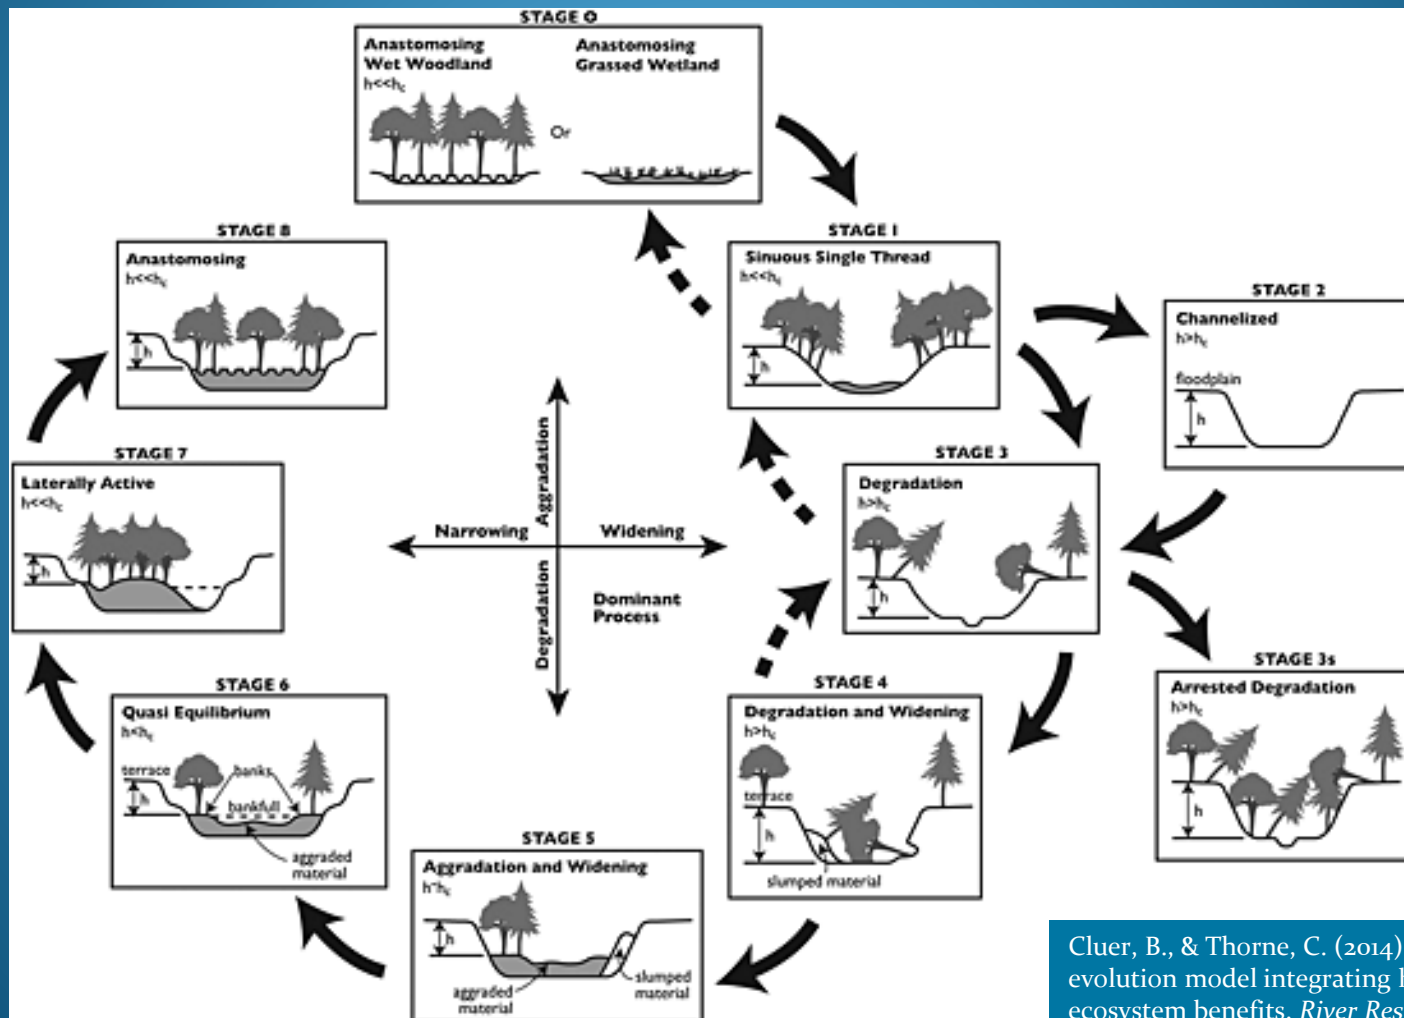 STAGE 0
Anastomosing
Wet Woodland
h<<hc
Or
Anastomosing
Grassed Wetland
STAGE 1
Sinuous Single Thread
h<<hc
h
STAGE 2
Channelized
h>hc
floodplain
h
STAGE 3
Degradation
h>hc
h
STAGE 3s
Arrested Degradation
h>hc
h
STAGE 4
Degradation and Widening
h>hc
terrace
h
slumped material
STAGE 5
Aggradation and Widening
h~hc
h
aggraded
material
slumped
material
STAGE 6
Quasi Equilibrium
h<hc
terrace
banks
h
bankfull
aggraded
material
STAGE 7
Laterally Active
h<<hc
h
STAGE 8
Anastomosing
h<<hc
h
Aggradation
Narrowing
Widening
Degradation
Dominant
Process
Cluer, B., & Thorne, C. (2014)
evolution model integrating
ecosystem benefits. River Res